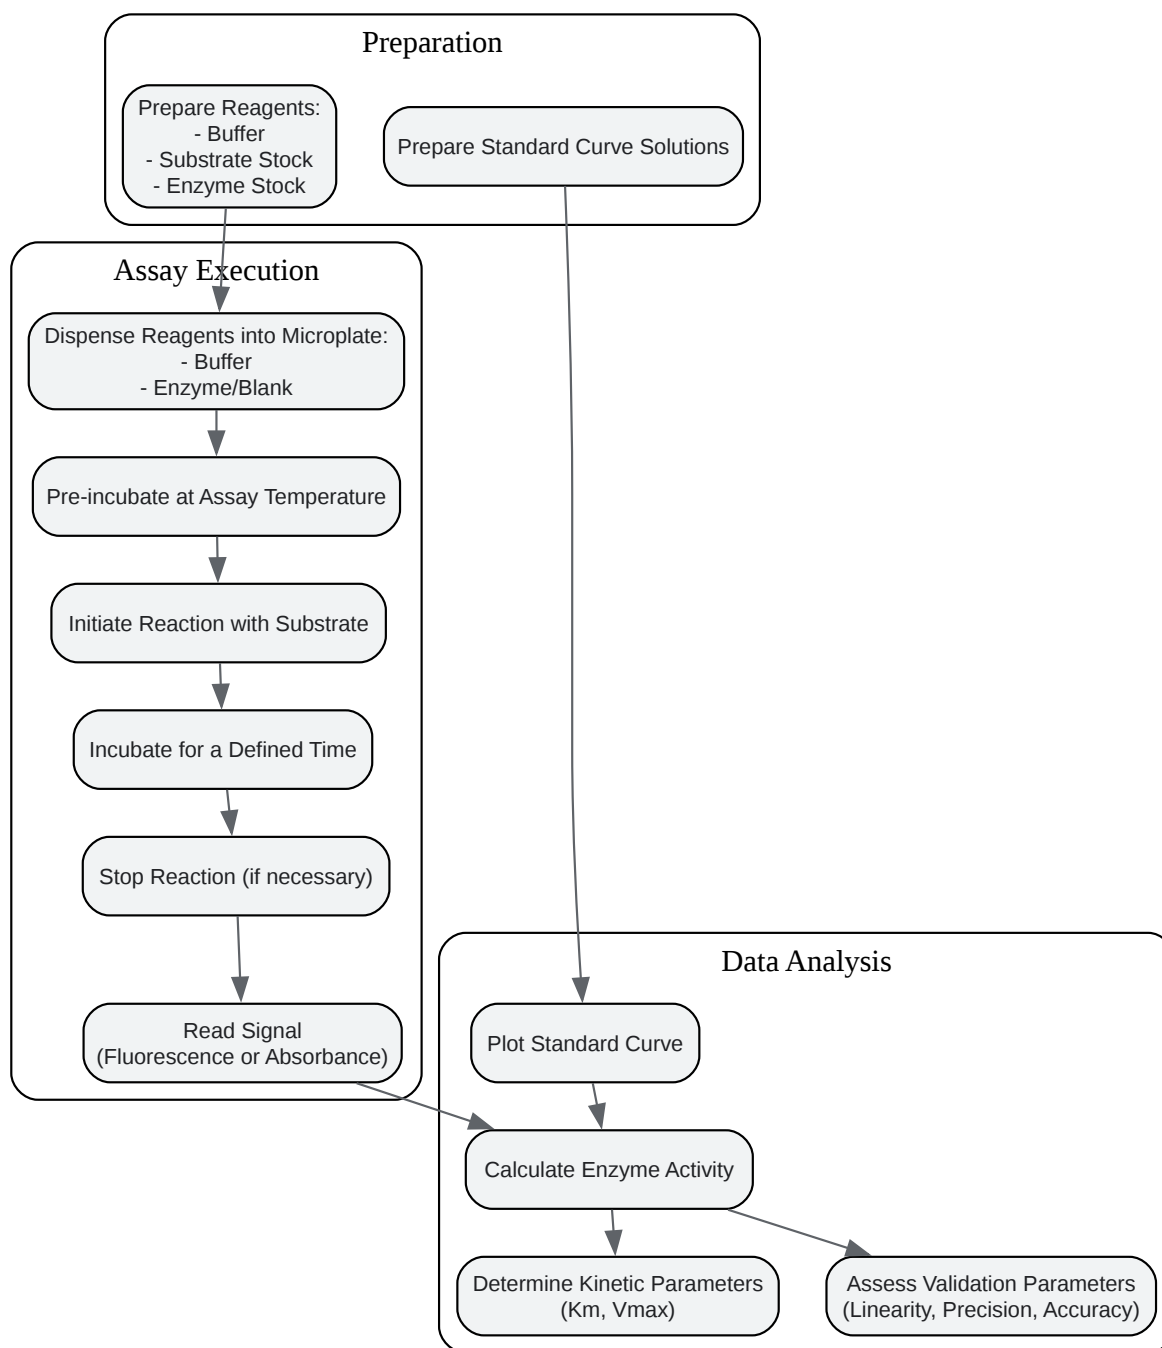 Preparation
Prepare Reagents:
- Buffer
- Substrate Stock
- Enzyme Stock
Prepare Standard Curve Solutions
Assay Execution
Dispense Reagents into Microplate:
- Buffer
- Enzyme/Blank
Pre-incubate at Assay Temperature
Initiate Reaction with Substrate
Incubate for a Defined Time
Stop Reaction (if necessary)
Read Signal
(Fluorescence or Absorbance)
Data Analysis
Plot Standard Curve
Calculate Enzyme Activity
Determine Kinetic Parameters
(Km, Vmax)
Assess Validation Parameters
(Linearity, Precision, Accuracy)